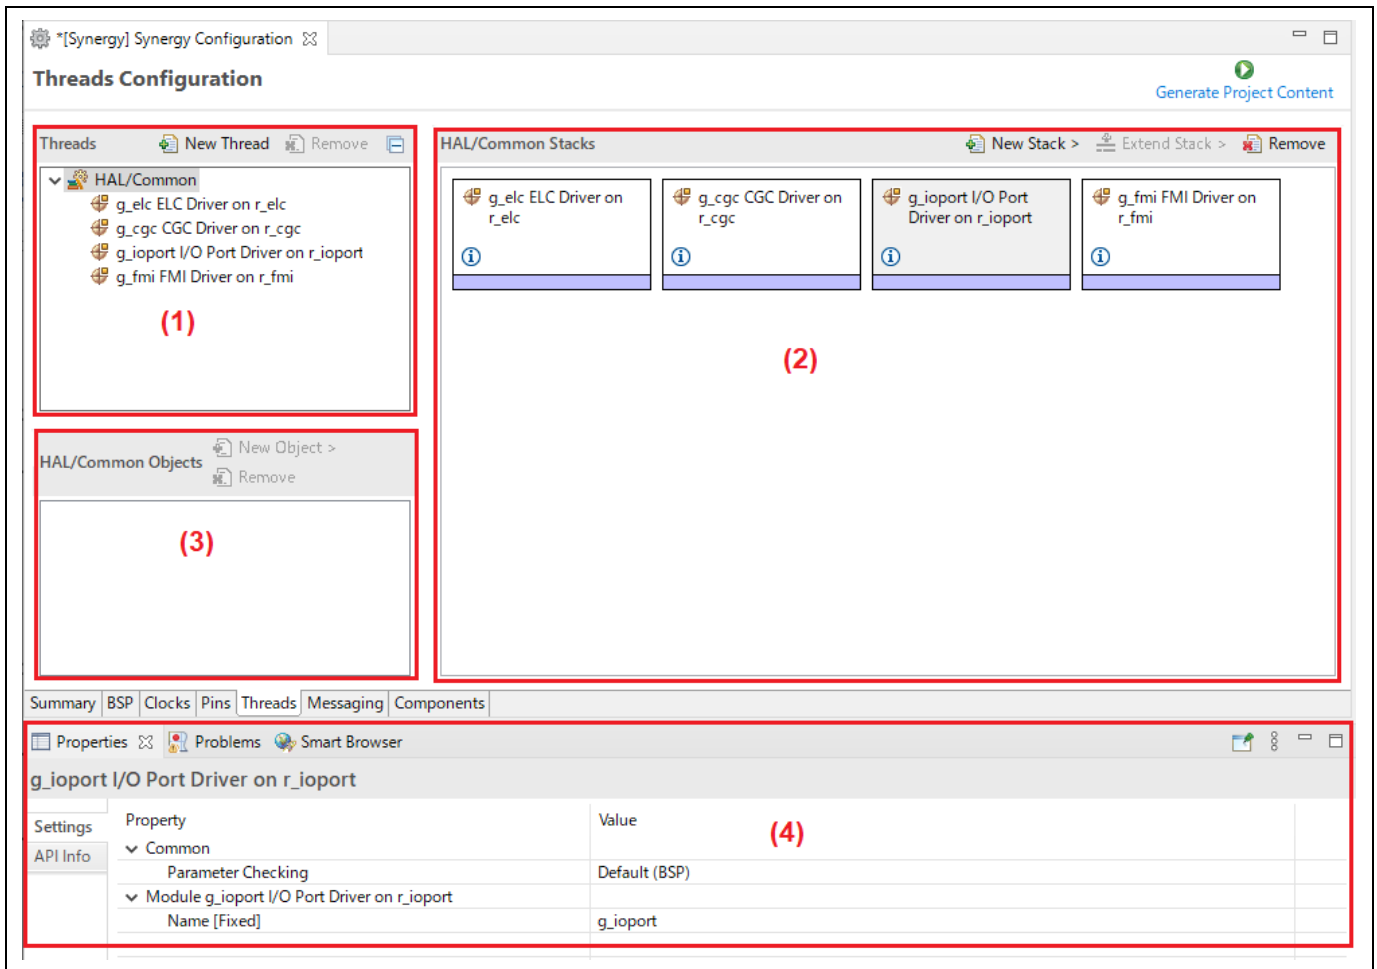 *[Synergy] Synergy Configuration
Threads Configuration
Generate Project Content
Threads New Thread Remove
HAL/Common
g_elc ELC Driver on r_elc
g_cgc CGC Driver on r_cgc
g_ioport I/O Port Driver on r_ioport
g_fmi FMI Driver on r_fmi
(1)
HAL/Common Stacks New Stack > Extend Stack > Remove
g_elc ELC Driver on
r_elc
g_cgc CGC Driver on
r_cgc
g_ioport I/O Port
Driver on r_ioport
g_fmi FMI Driver on
r_fmi
(2)
HAL/Common Objects
New Object >
Remove
(3)
Summary BSP Clocks Pins Threads Messaging Components
Properties Problems Smart Browser
g_ioport I/O Port Driver on r_ioport
Settings
API Info
Property Value
(4)
Common
Parameter Checking Default (BSP)
Module g_ioport I/O Port Driver on r_ioport
Name [Fixed] g_ioport